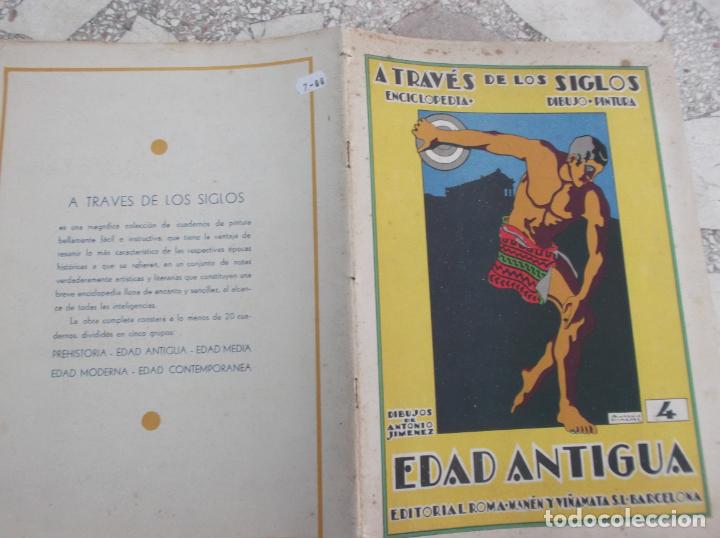 7-88
A TRAVES DE LOS SIGLOS
es una magnífica colección de cuadernos de pintura
bellamente fácil e instructiva, que tiene la ventaja de
resumir lo más característico de las respectivas épocas
históricas a que se refieren, en un conjunto de notas
verdaderamente artísticas y literarias que constituyen una
breve enciclopedia llena de encanto y sencillez, al alcan-
ce de todas las inteligencias.
La obra completa constará a lo menos de 20 cua-
dernos, divididos en cinco grupos:
PREHISTORIA - EDAD ANTIGUA - EDAD MEDIA
EDAD MODERNA - EDAD CONTEMPORANEA
A TRAVÉS DE LOS SIGLOS
ENCICLOPEDIA · DIBUJO · PINTURA
DIBUJOS
DE
ANTONIO
JIMENEZ
4
EDAD ANTIGUA
EDITORIAL ROMA · MANÉN Y VIÑAMATA S.L. · BARCELONA
todocoleccion.net